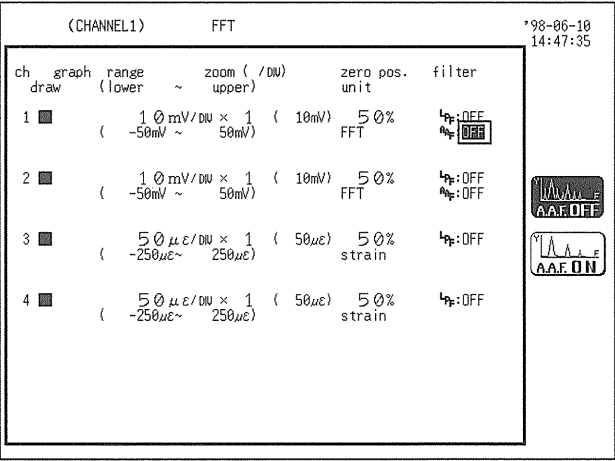 (CHANNEL1) FFT '98-06-10
14:47:35
ch graph range zoom ( /DIV) zero pos. filter
draw (lower ~ upper) unit
1 10mV/DIV × 1 ( 10mV) 50% LPF:OFF
( -50mV ~ 50mV) FFT AAF:OFF
2 10mV/DIV × 1 ( 10mV) 50% LPF:OFF
( -50mV ~ 50mV) FFT AAF:OFF
3 50με/DIV × 1 ( 50με) 50% LPF:OFF
( -250με~ 250με) strain
4 50με/DIV × 1 ( 50με) 50% LPF:OFF
( -250με~ 250με) strain
Y F
A.A.F. OFF
Y F
A.A.F. ON